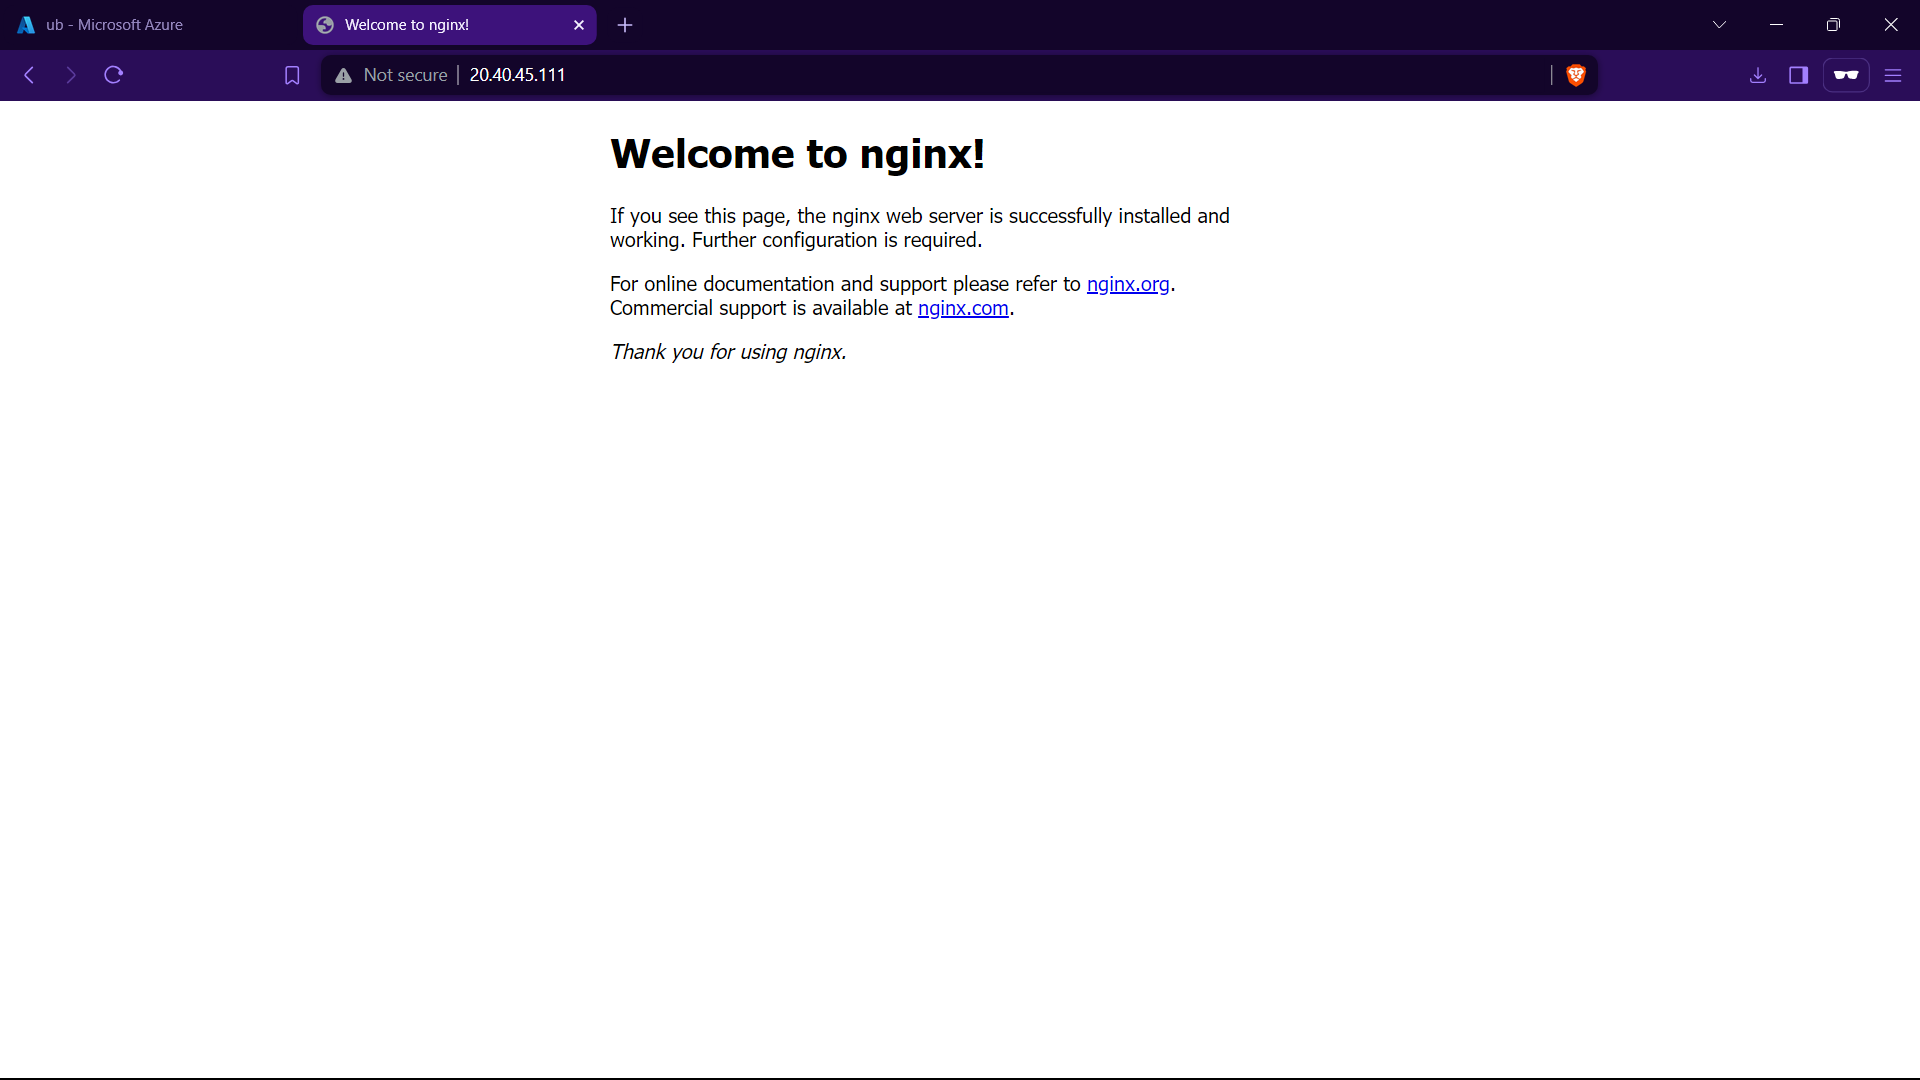 ub - Microsoft Azure
Welcome to nginx!
Not secure
20.40.45.111
Welcome to nginx!
If you see this page, the nginx web server is successfully installed and
working. Further configuration is required.
For online documentation and support please refer to nginx.org.
Commercial support is available at nginx.com.
Thank you for using nginx.